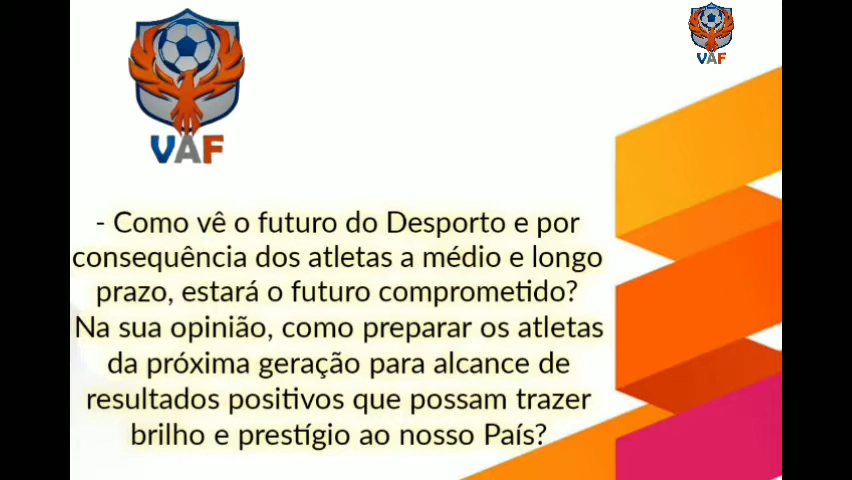 VAF
VAF
- Como vê o futuro do Desporto e por
consequência dos atletas a médio e longo
prazo, estará o futuro comprometido?
Na sua opinião, como preparar os atletas
da próxima geração para alcance de
resultados positivos que possam trazer
brilho e prestígio ao nosso País?